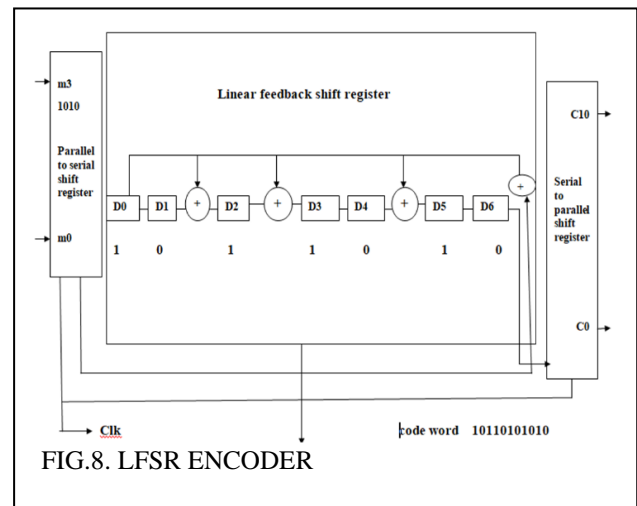 m3
1010
Parallel
to serial
shift
register
m0
Linear feedback shift register
D0 D1 + D2 + D3 D4 + D5 D6 +
1 0 1 1 0 1 0
Serial
to
parallel
shift
register
C10
C0
Clk
code word 10110101010
FIG.8. LFSR ENCODER